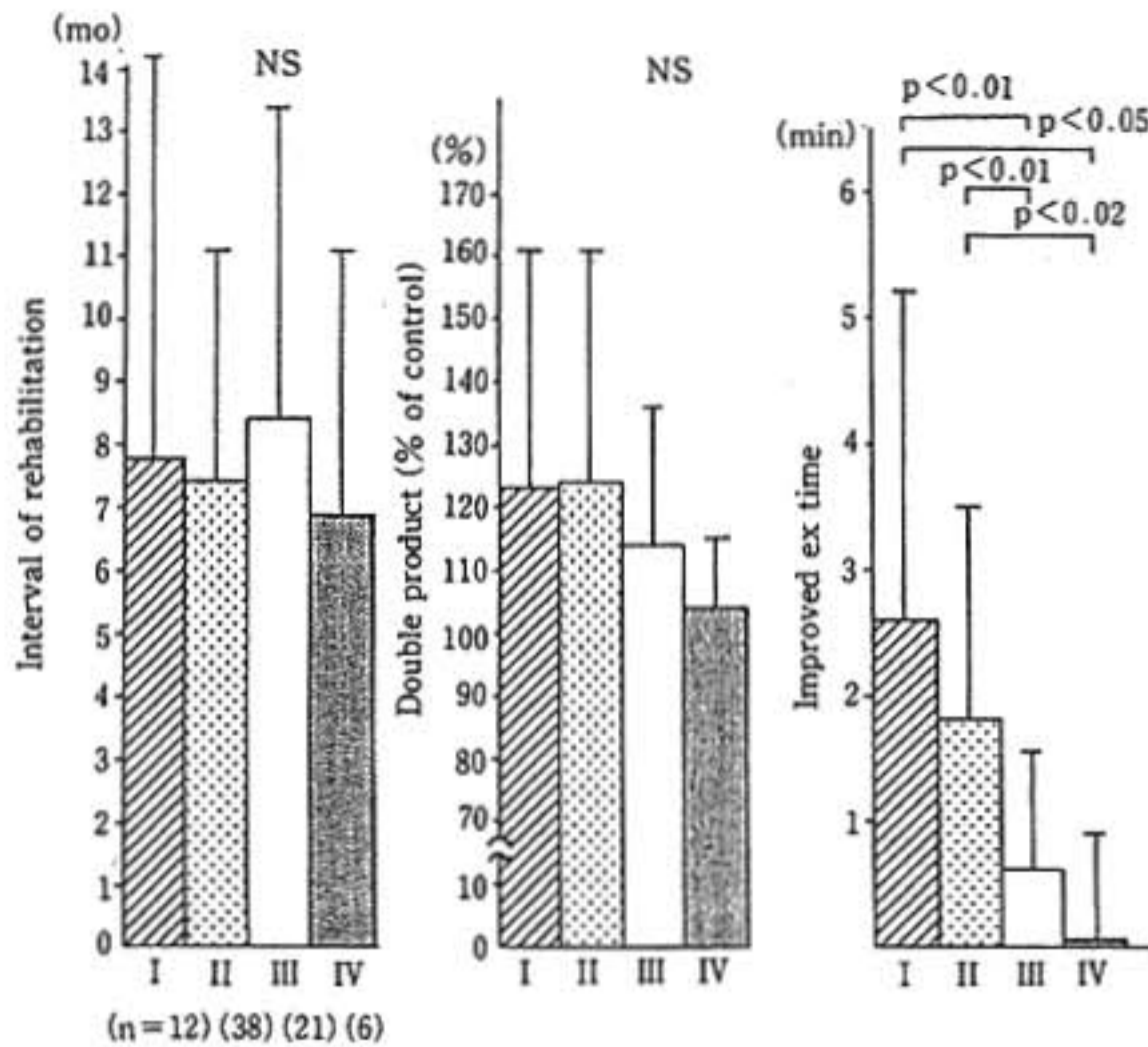 (mo)
14
13
12
11
10
9
8
7
6
5
4
3
2
1
0
Interval of rehabilitation
NS
I II III IV
(n=12) (38) (21) (6)
(%)
170
160
150
140
130
120
110
100
90
80
70
10
0
Double product (% of control)
NS
I II III IV
(min)
6
5
4
3
2
1
Improved ex time
p<0.01
p<0.05
p<0.01
p<0.02
I II III IV